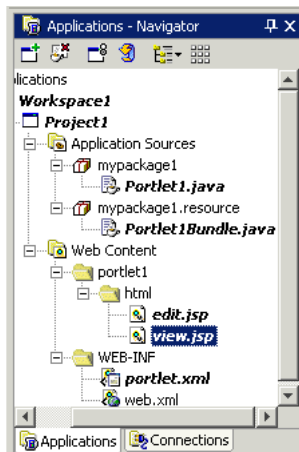 Applications - Navigator
lications
Workspace1
Project1
Application Sources
mypackage1
Portlet1.java
mypackage1.resource
Portlet1Bundle.java
Web Content
portlet1
html
edit.jsp
view.jsp
WEB-INF
portlet.xml
web.xml
Applications Connections